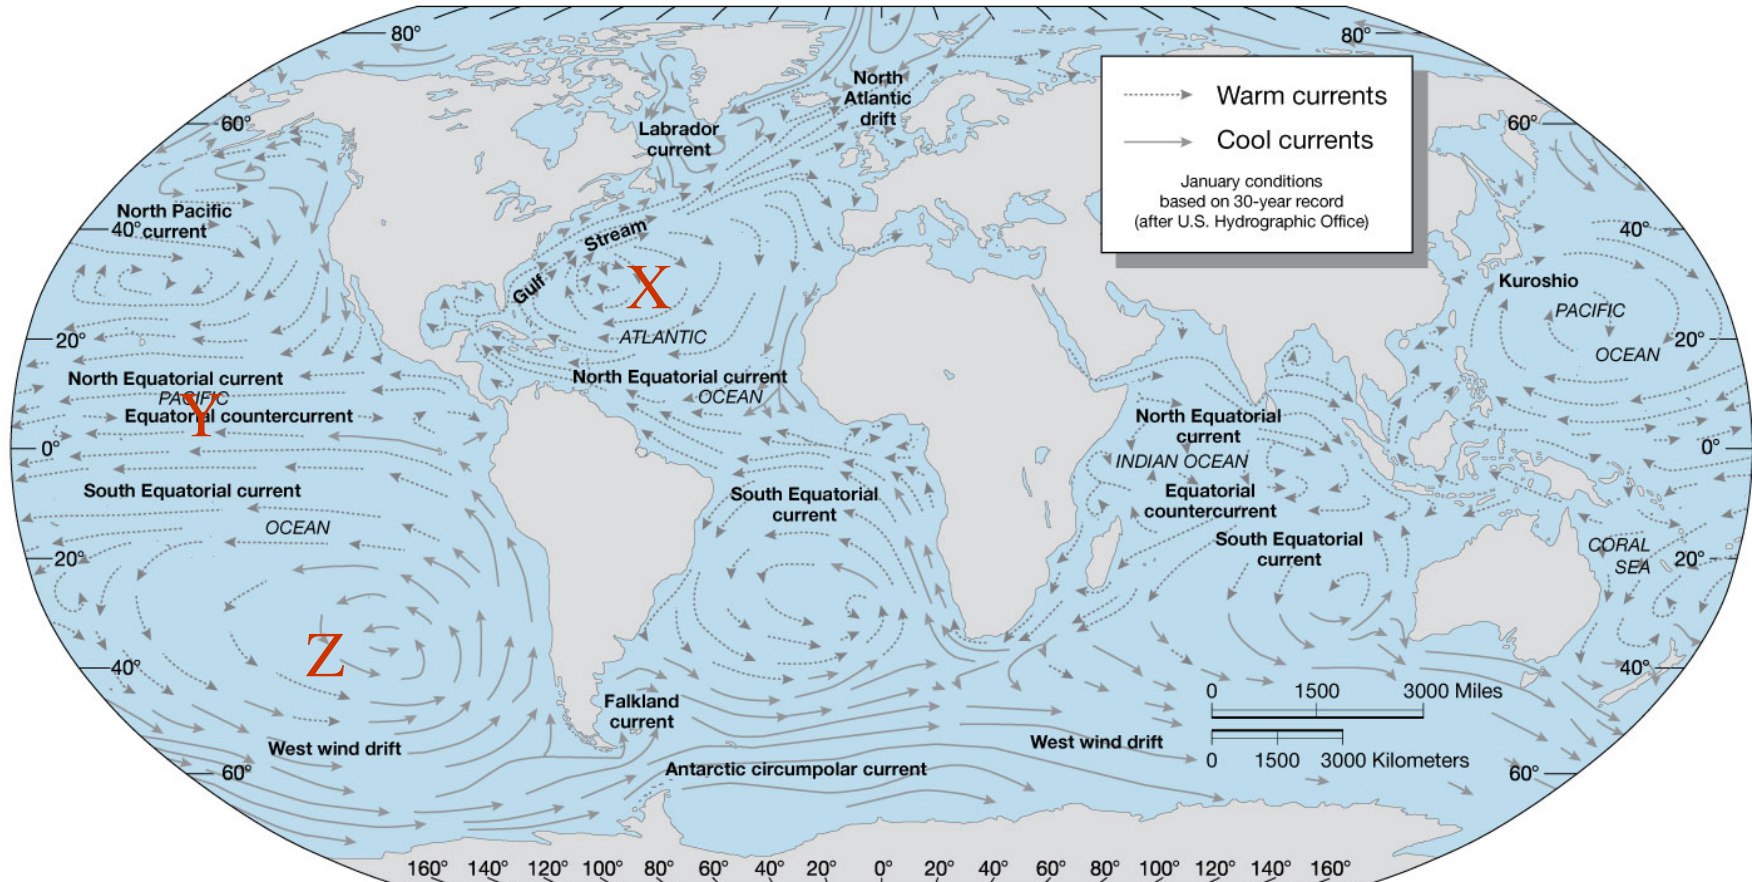 80°
80°
North
Atlantic
drift
Warm currents
Cool currents
January conditions
based on 30-year record
(after U.S. Hydrographic Office)
60°
60°
Labrador
current
North Pacific
current
40°
40°
Gulf Stream
X
Kuroshio
PACIFIC
OCEAN
ATLANTIC
OCEAN
20°
20°
North Equatorial current
PACIFIC
Y
Equatorial countercurrent
North Equatorial current
North Equatorial
current
0°
0°
INDIAN OCEAN
South Equatorial current
OCEAN
South Equatorial
current
Equatorial
countercurrent
South Equatorial
current
CORAL
SEA
20°
20°
Z
40°
40°
Falkland
current
0 1500 3000 Miles
West wind drift
West wind drift
0 1500 3000 Kilometers
Antarctic circumpolar current
60°
60°
160° 140° 120° 100° 80° 60° 40° 20° 0° 20° 40° 60° 80° 100° 120° 140° 160°